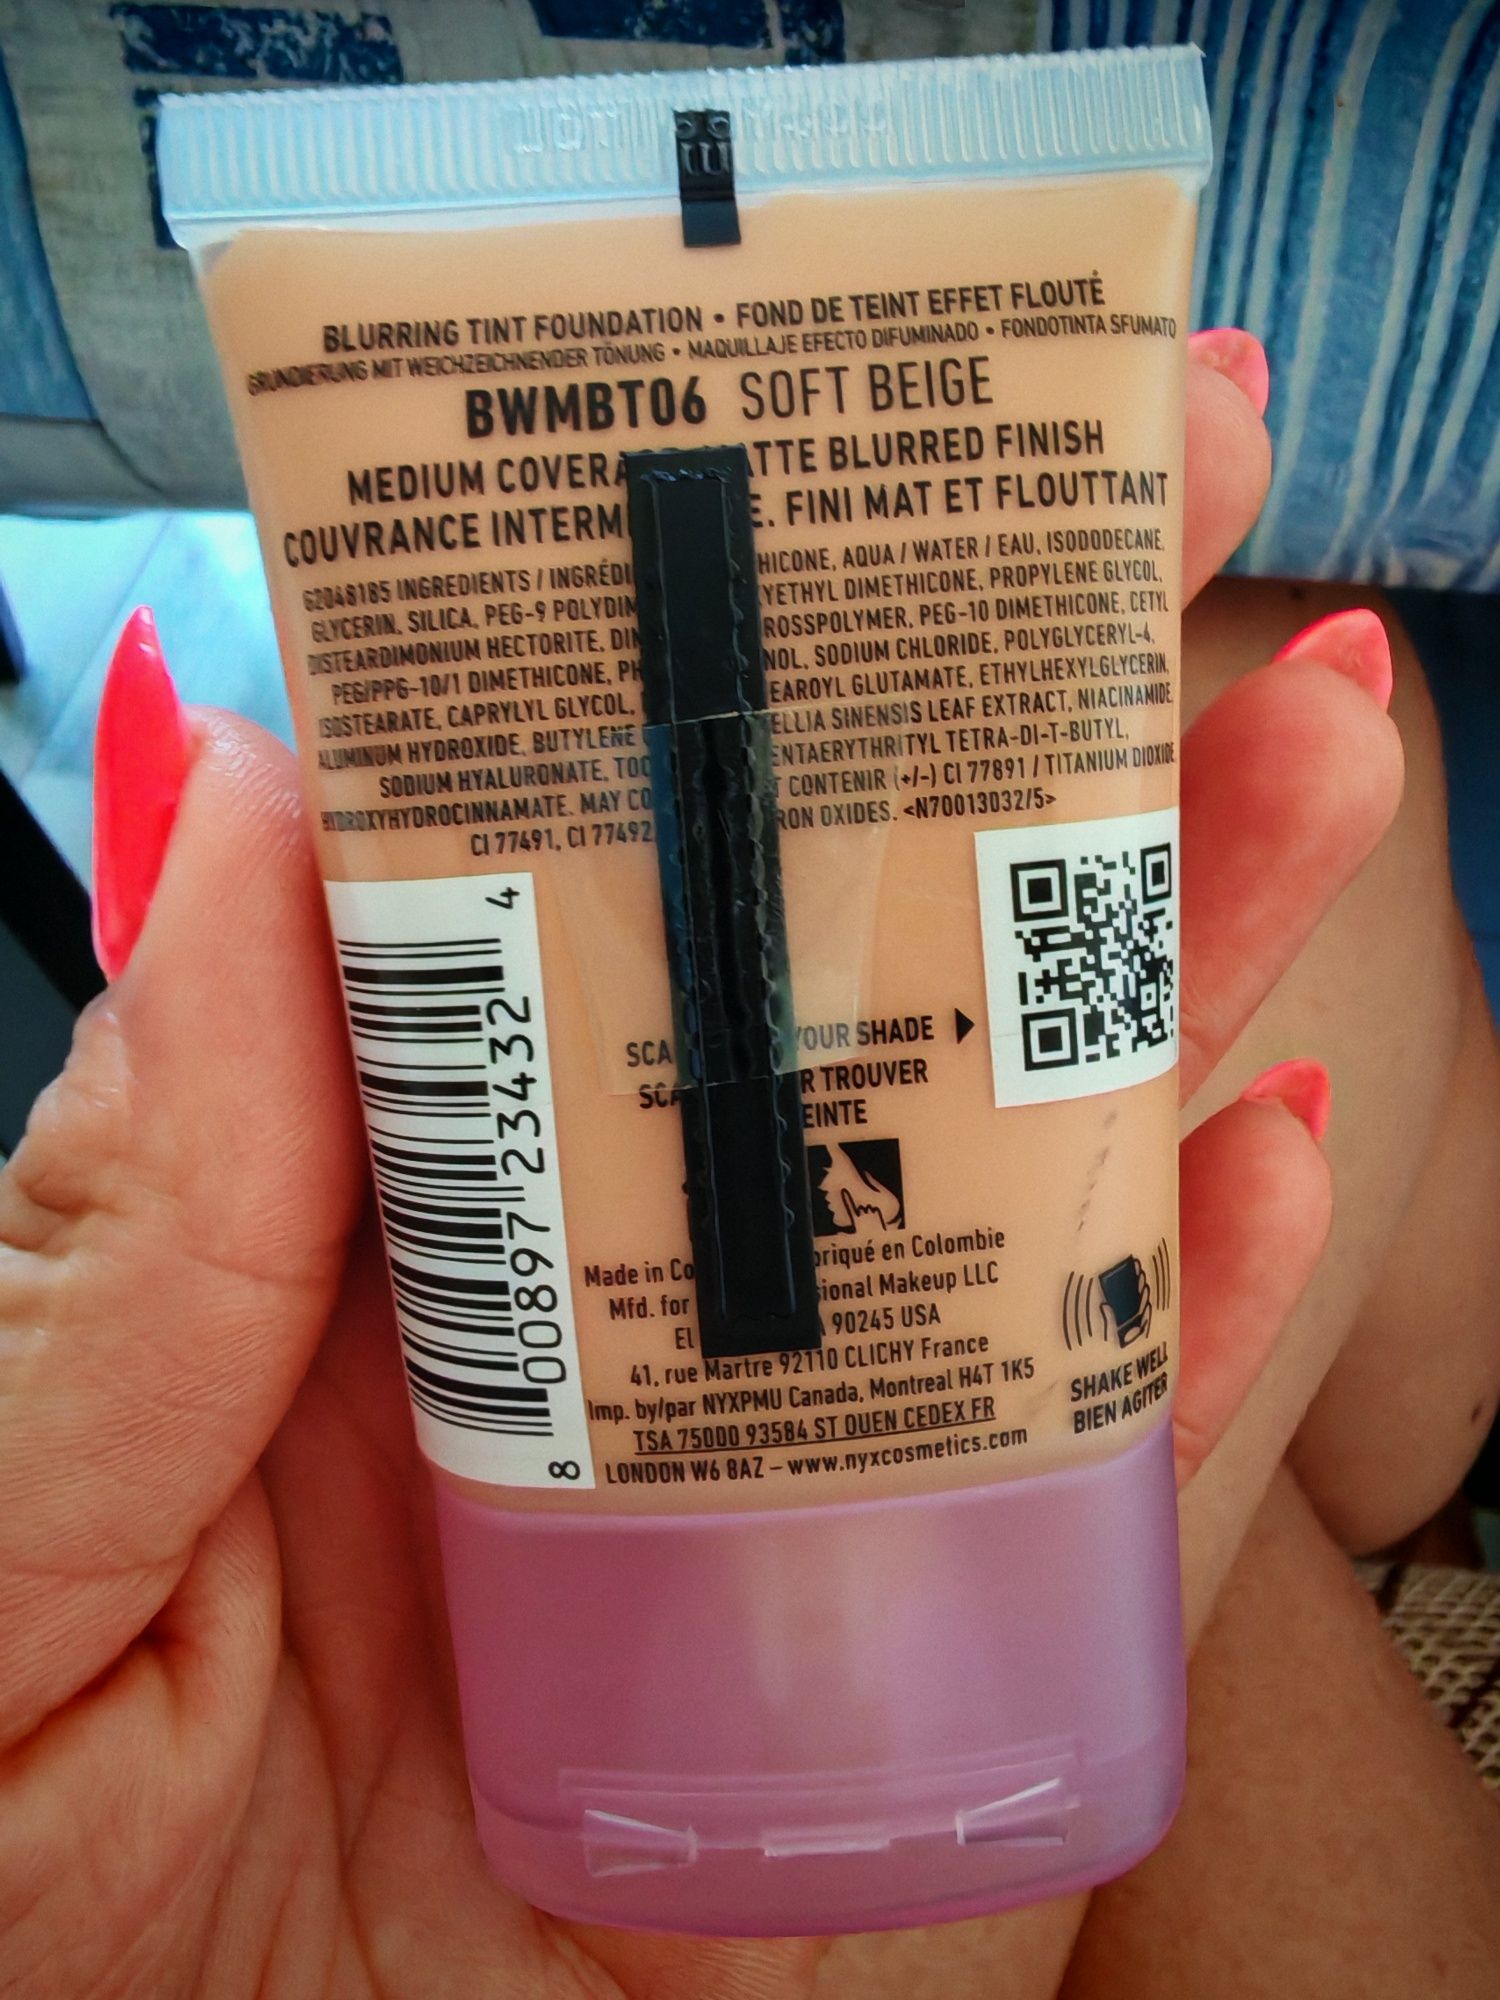 BLURRING TINT FOUNDATION • FOND DE TEINT EFFET FLOUTÉ
GRUNDIERUNG MIT WEICHZEICHNENDER TÖNUNG • MAQUILLAJE EFECTO DIFUMINADO • FONDOTINTA SFUMATO
BWMBT06 SOFT BEIGE
MEDIUM COVERA ATTE BLURRED FINISH
COUVRANCE INTERM E. FINI MAT ET FLOUTTANT
G2048185 INGREDIENTS / INGRÉDI HICONE, AQUA / WATER / EAU, ISODODECANE,
GLYCERIN, SILICA, PEG-9 POLYDIM YETHYL DIMETHICONE, PROPYLENE GLYCOL,
DISTEARDIMONIUM HECTORITE, DIM ROSSPOLYMER, PEG-10 DIMETHICONE, CETYL
PEG/PPG-10/1 DIMETHICONE, PH NOL, SODIUM CHLORIDE, POLYGLYCERYL-4,
ISOSTEARATE, CAPRYLYL GLYCOL, EAROYL GLUTAMATE, ETHYLHEXYLGLYCERIN,
ALUMINUM HYDROXIDE, BUTYLENE ELLIA SINENSIS LEAF EXTRACT, NIACINAMIDE,
SODIUM HYALURONATE, TOC ENTAERYTHRITYL TETRA-DI-T-BUTYL,
HYDROXYHYDROCINNAMATE. MAY CO T CONTENIR (+/-) CI 77891 / TITANIUM DIOXIDE,
CI 77491, CI 77492, RON OXIDES. <N70013032/5>
SCA YOUR SHADE
SCA R TROUVER
EINTE
8 00897 23432 4
Made in Co briqué en Colombie
Mfd. for sional Makeup LLC
El 90245 USA
41, rue Martre 92110 CLICHY France
Imp. by/par NYXPMU Canada, Montreal H4T 1K5
TSA 75000 93584 ST OUEN CEDEX FR
LONDON W6 8AZ – www.nyxcosmetics.com
SHAKE WELL
BIEN AGITER